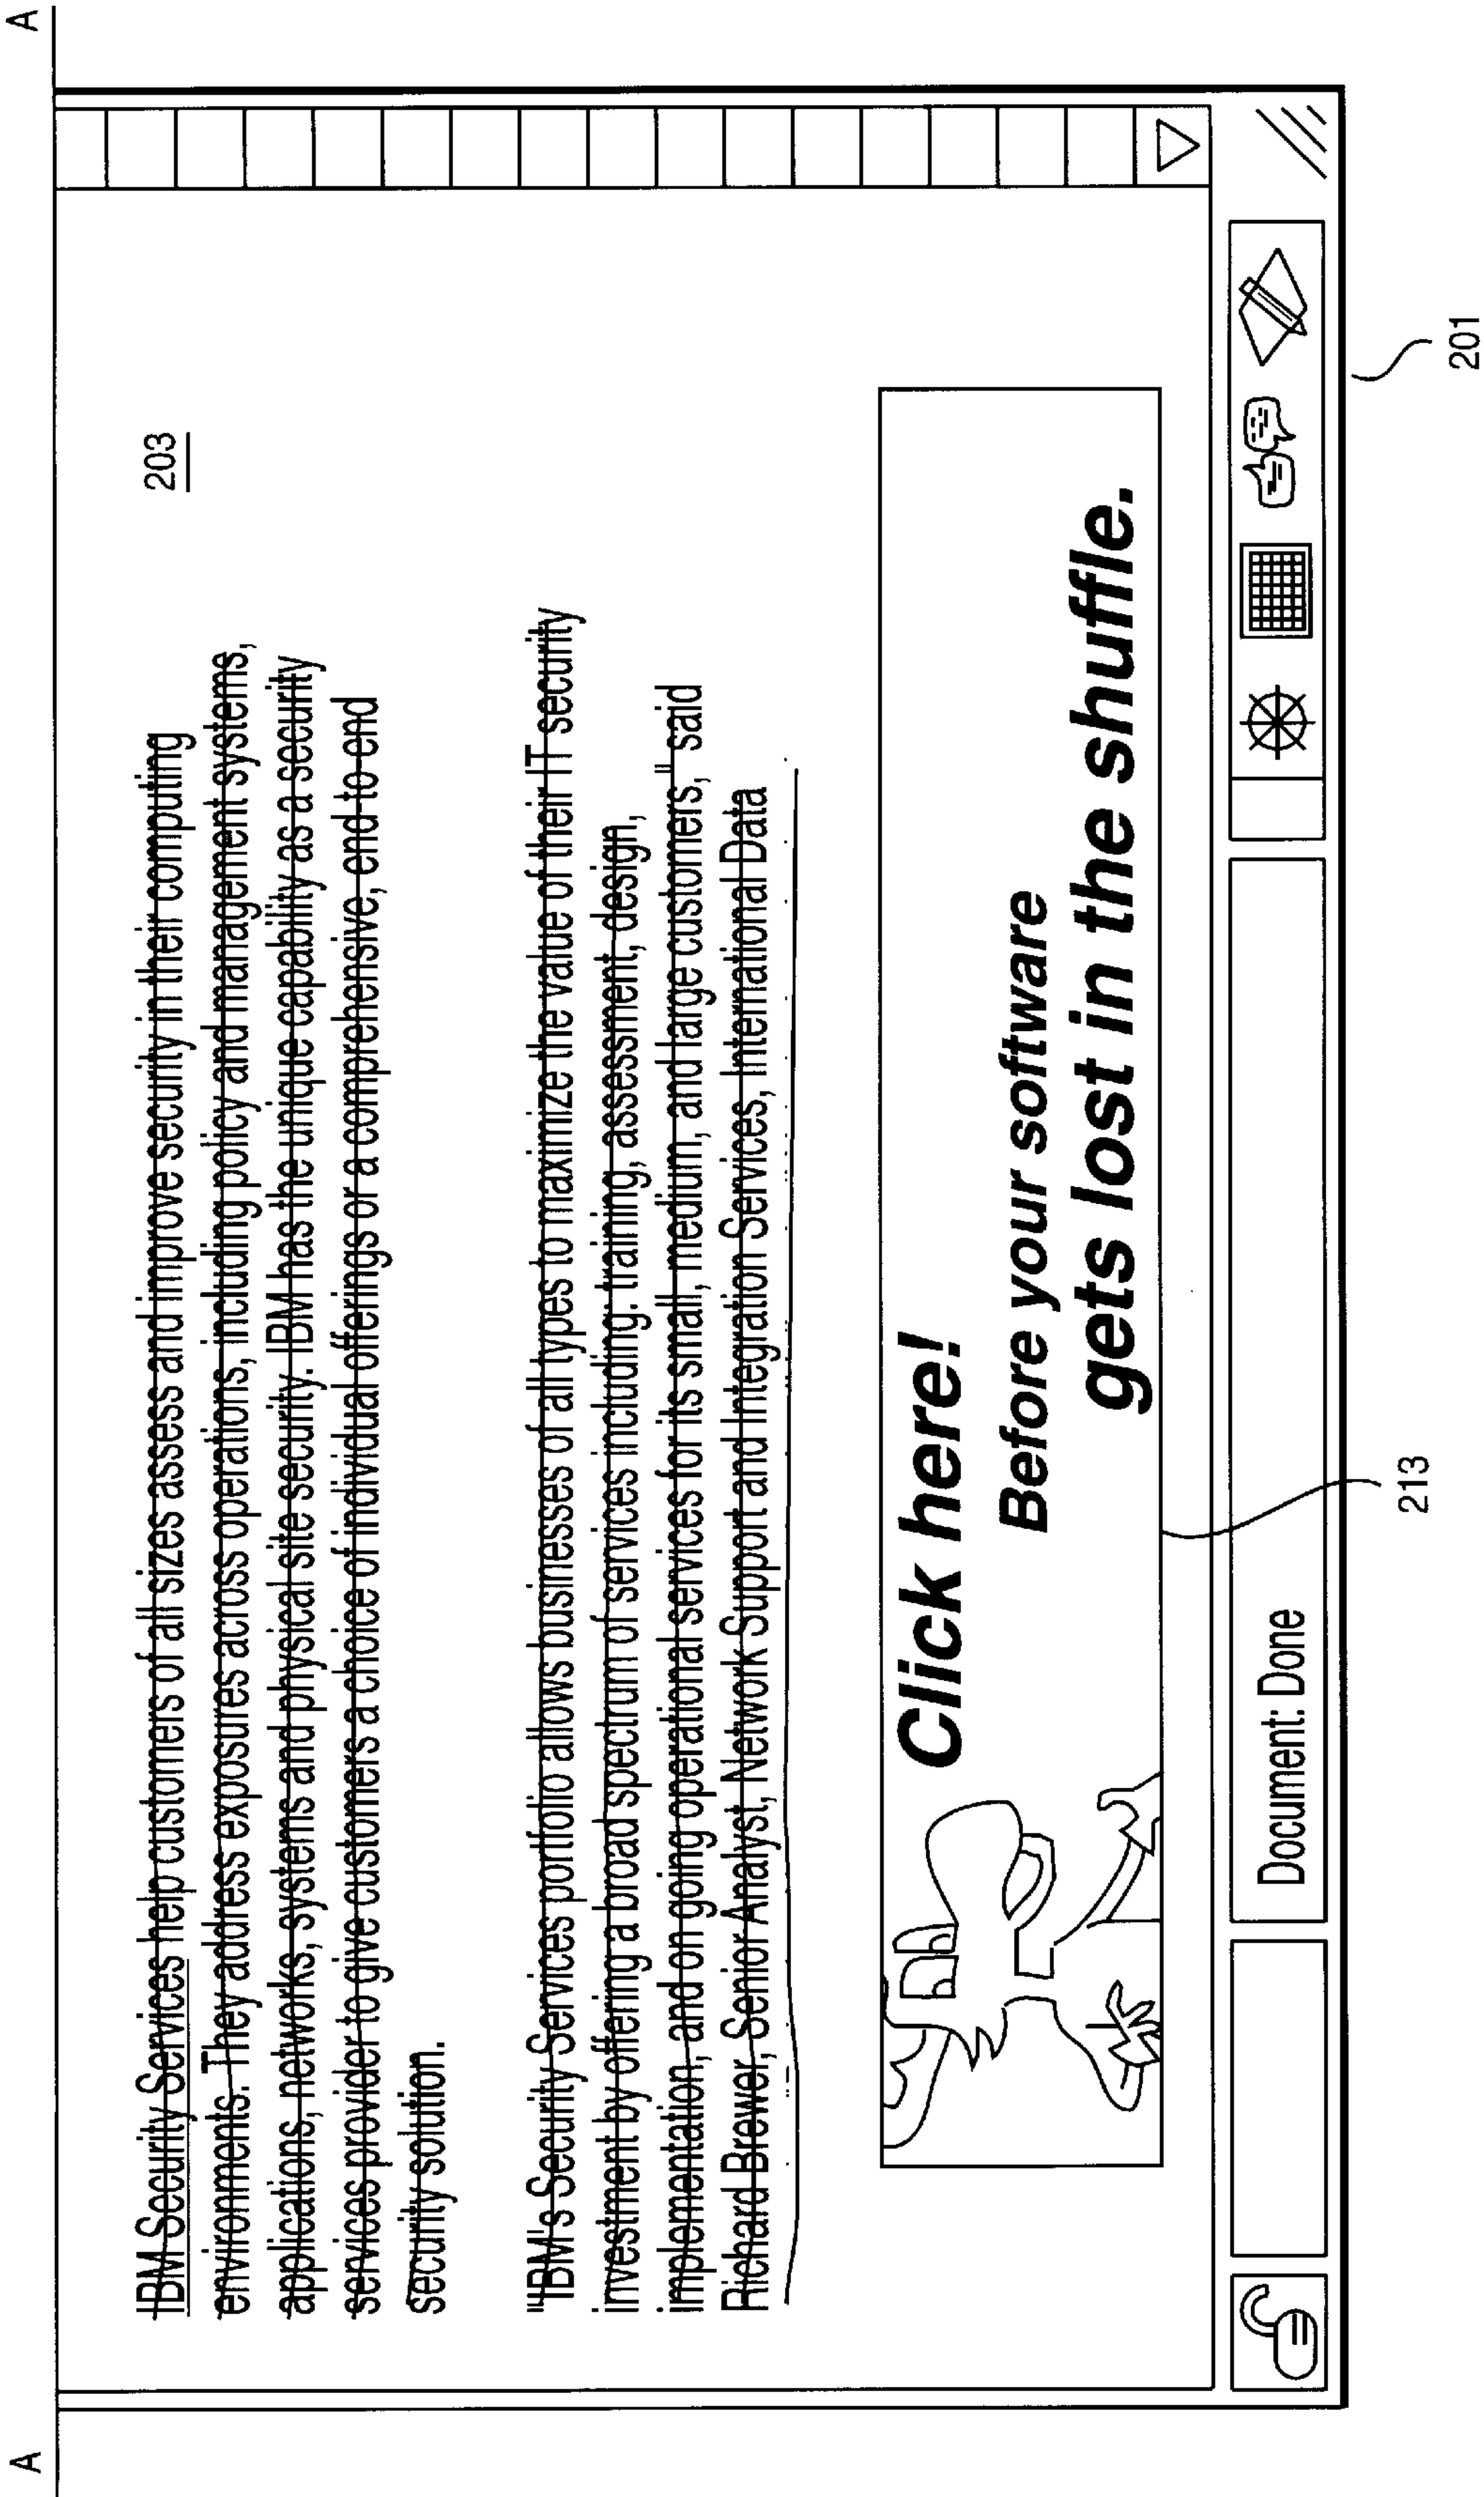 A A
203
IBM Security Services help customers of all sizes assess and improve security in their computing
environments. They address exposures across operations, including policy and management systems,
applications, networks, systems and physical site security. IBM has the unique capability as a security
services provider to give customers a choice of individual offerings or a comprehensive, end-to-end
security solution.
"IBM's Security Services portfolio allows businesses of all types to maximize the value of their IT security
investment by offering a broad spectrum of services including: training, assessment, design,
implementation, and on going operational services for its small, medium, and large customers," said
Richard Brewer, Senior Analyst, Network Support and Integration Services, International Data
Click here!
Before your software
gets lost in the shuffle.
Document: Done
213
201